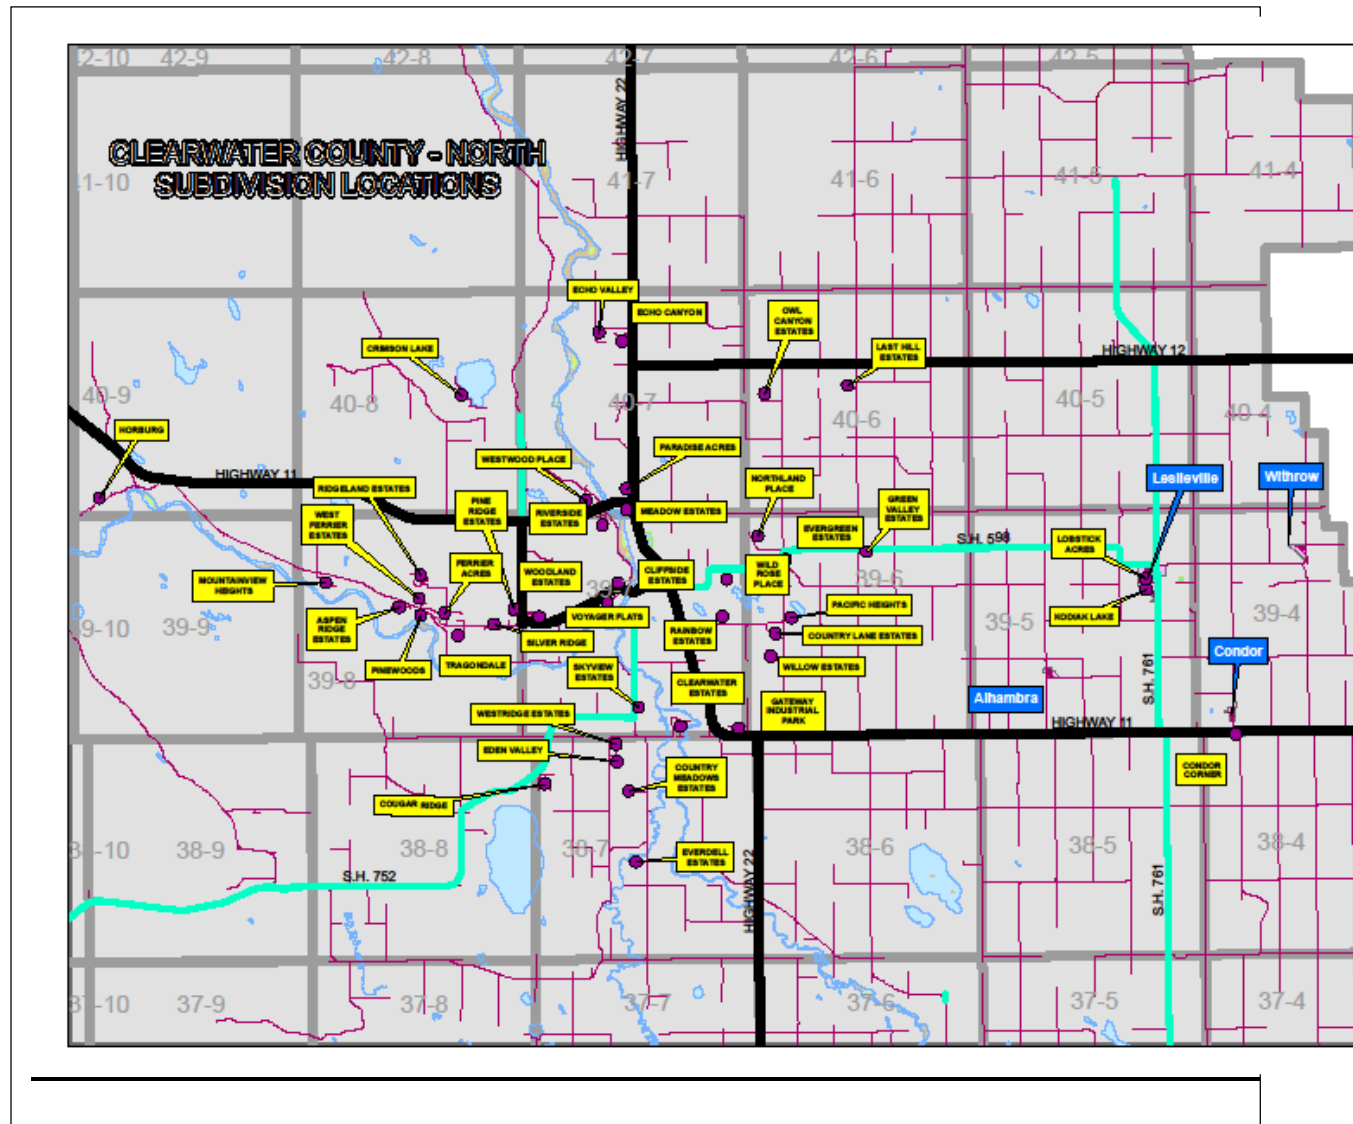 42-10
42-9
42-8
42-7
42-6
42-5
HIGHWAY 22
CLEARWATER COUNTY - NORTH
SUBDIVISION LOCATIONS
41-10
41-7
41-6
41-5
41-4
ECHO VALLEY
ECHO CANYON
OWL
CANYON
ESTATES
CRIMSON LAKE
LAST HILL
ESTATES
HIGHWAY 12
40-9
40-8
40-7
40-6
40-5
40-4
HORBURG
HIGHWAY 11
RIDGELAND ESTATES
WESTWOOD PLACE
PARADISE ACRES
NORTHLAND
PLACE
Leslieville
Withrow
WEST
FERRIER
ESTATES
PINE
RIDGE
ESTATES
RIVERSIDE
ESTATES
MEADOW ESTATES
EVERGREEN
ESTATES
GREEN
VALLEY
ESTATES
S.H. 598
LOBSTICK
ACRES
MOUNTAINVIEW
HEIGHTS
FERRIER
ACRES
WOODLAND
ESTATES
39-7
CLIFFSIDE
ESTATES
WILD
ROSE
PLACE
39-6
PACIFIC HEIGHTS
KODIAK LAKE
39-4
9-10
39-9
ASPEN
RIDGE
ESTATES
VOYAGER PLATS
RAINBOW
ESTATES
COUNTRY LANE ESTATES
39-5
SILVER RIDGE
PINEWOODS
TRAGONDALE
SKYVIEW
ESTATES
WILLOW ESTATES
Condor
39-8
CLEARWATER
ESTATES
S.H. 761
Alhambra
WESTRIDGE ESTATES
GATEWAY
INDUSTRIAL
PARK
HIGHWAY 11
EDEN VALLEY
COUNTRY
MEADOWS
ESTATES
CONDOR
CORNER
COUGAR RIDGE
38-10
38-9
38-8
38-7
EVERDELL
ESTATES
38-6
38-5
38-4
S.H. 752
HIGHWAY 22
S.H. 761
37-10
37-9
37-8
37-7
37-6
37-5
37-4